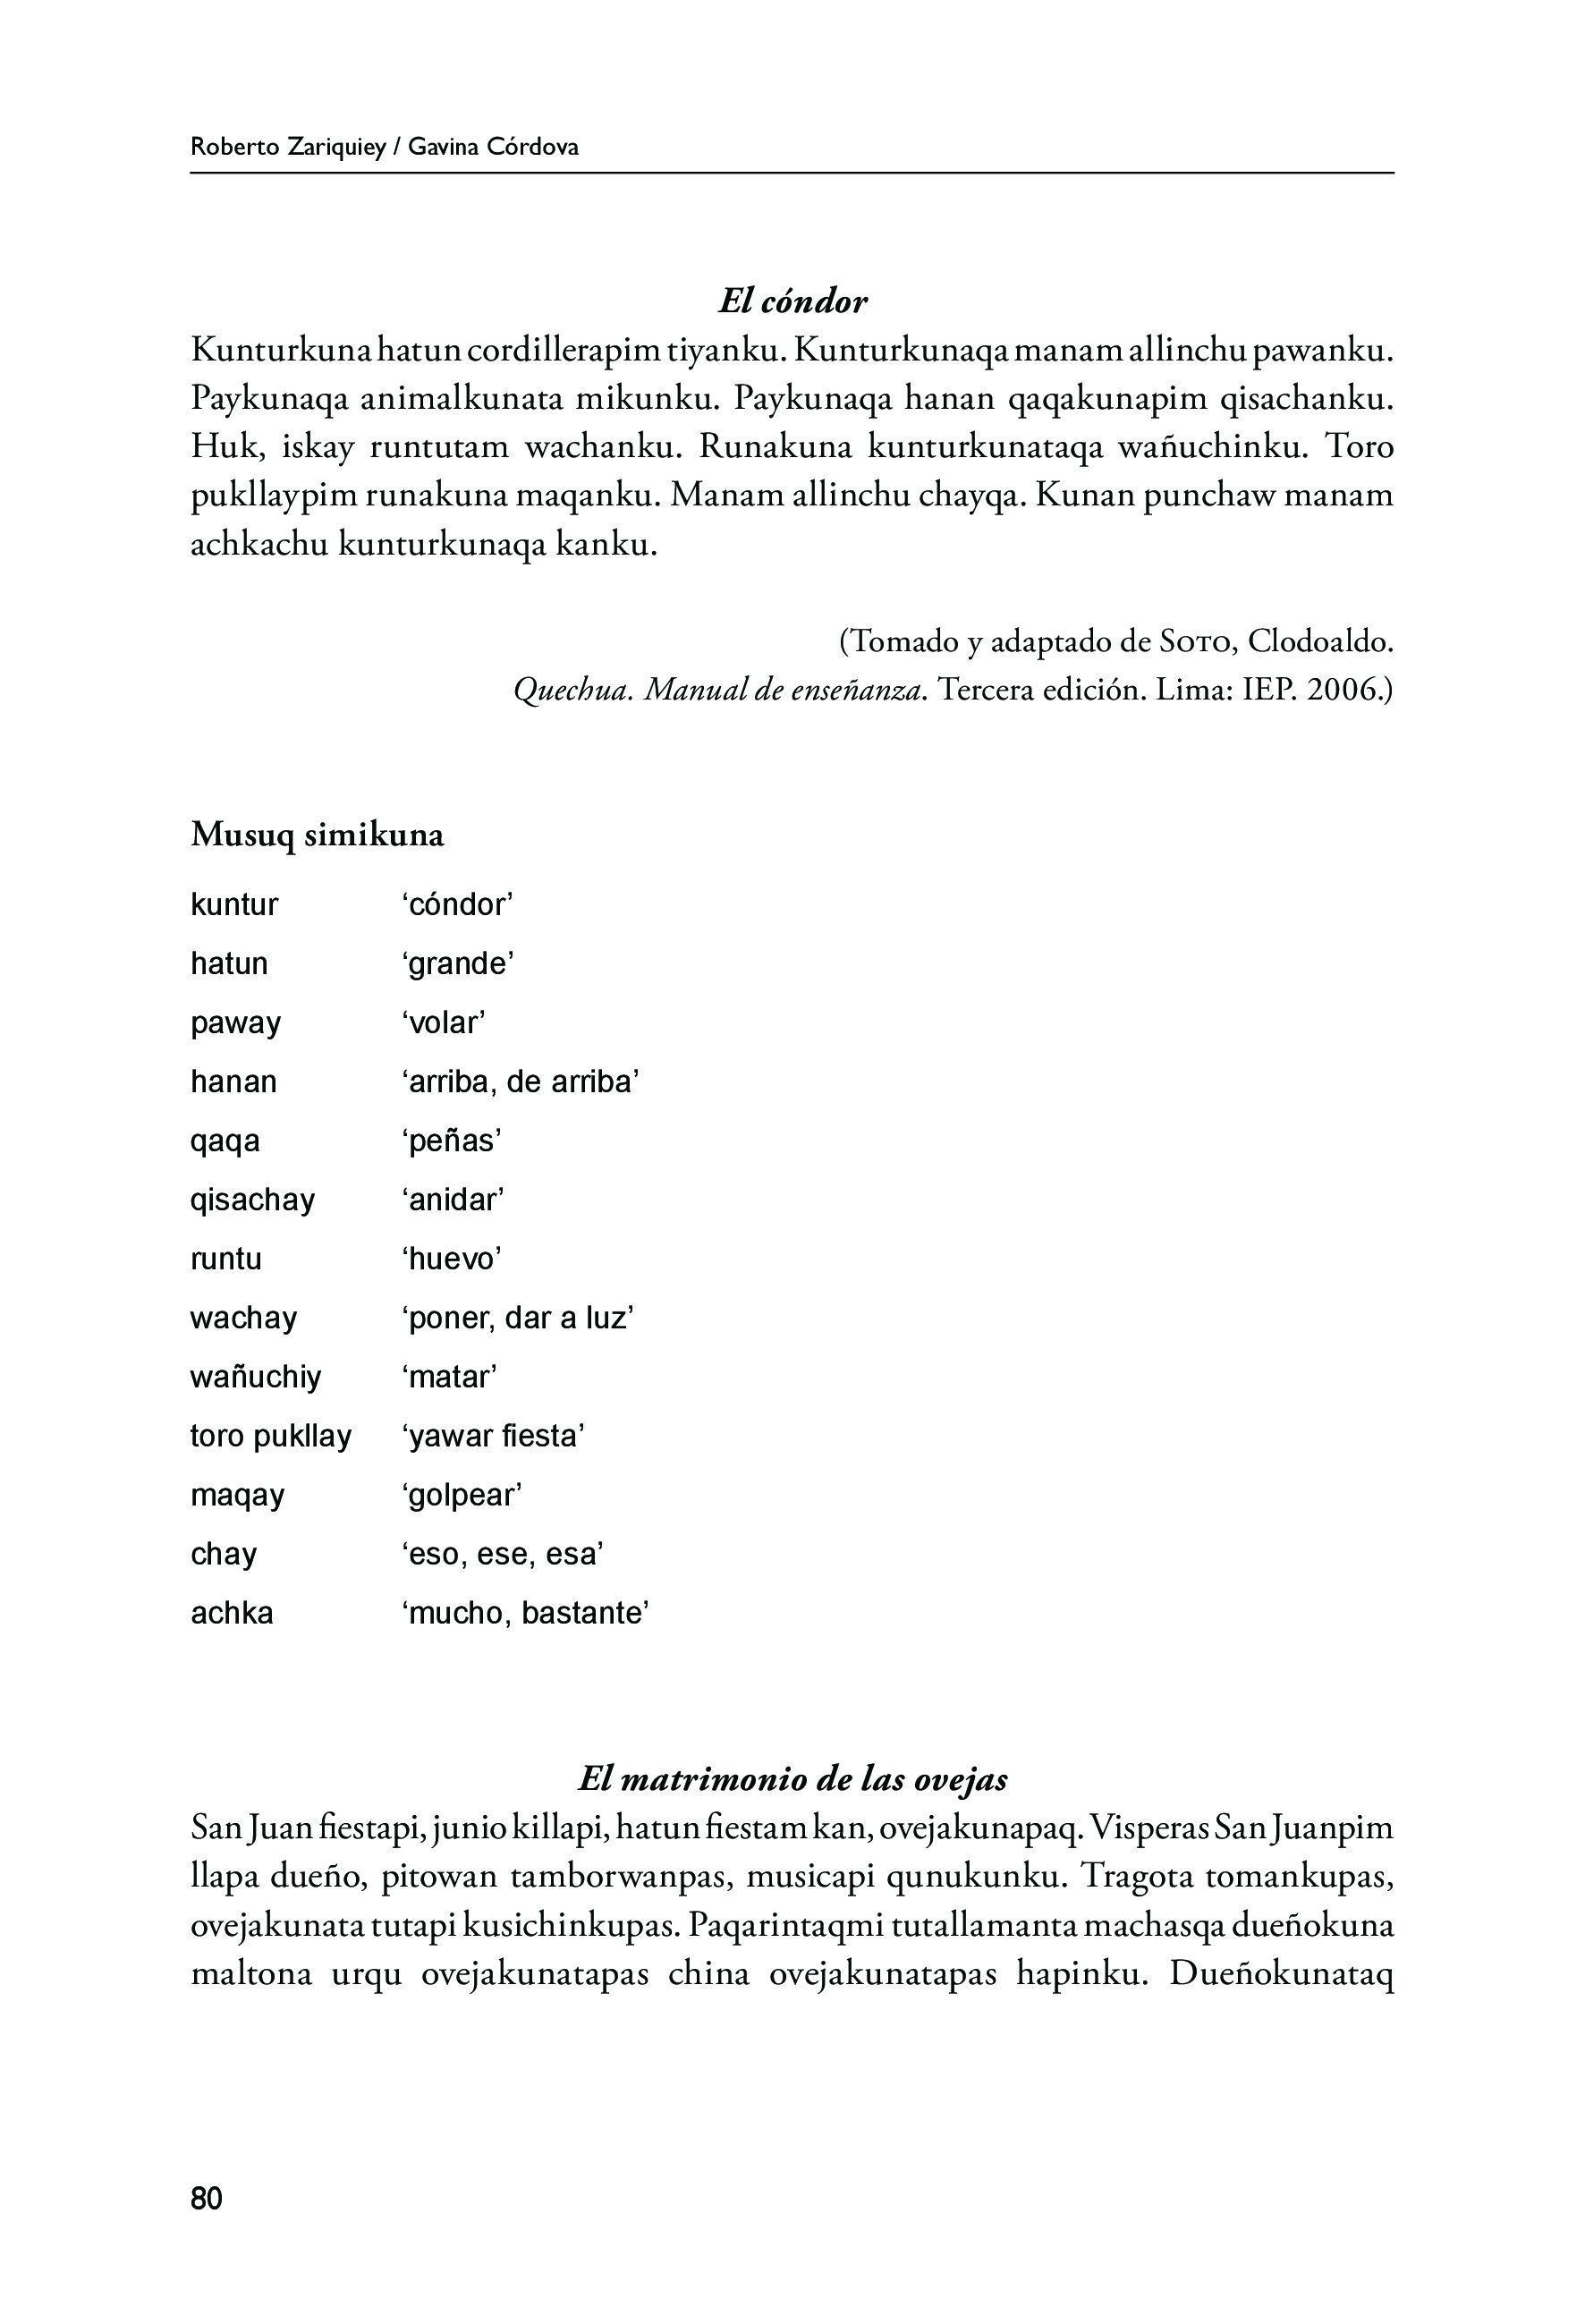 Roberto Zariquiey / Gavina Córdova
El cóndor
Kunturkuna hatun cordillerapim tiyanku. Kunturkunaqa manam allinchu pawanku.
Paykunaqa animalkunata mikunku. Paykunaqa hanan qaqakunapim qisachanku.
Huk, iskay runtutam wachanku. Runakuna kunturkunataqa wañuchinku. Toro
pukllaypim runakuna maqanku. Manam allinchu chayqa. Kunan punchaw manam
achkachu kunturkunaqa kanku.
(Tomado y adaptado de Soto, Clodoaldo.
Quechua. Manual de enseñanza. Tercera edición. Lima: IEP. 2006.)
Musuq simikuna
kuntur ‘cóndor’
hatun ‘grande’
paway ‘volar’
hanan ‘arriba, de arriba’
qaqa ‘peñas’
qisachay ‘anidar’
runtu ‘huevo’
wachay ‘poner, dar a luz’
wañuchiy ‘matar’
toro pukllay ‘yawar fiesta’
maqay ‘golpear’
chay ‘eso, ese, esa’
achka ‘mucho, bastante’
El matrimonio de las ovejas
San Juan fiestapi, junio killapi, hatun fiestam kan, ovejakunapaq. Visperas San Juanpim
llapa dueño, pitowan tamborwanpas, musicapi qunukunku. Tragota tomankupas,
ovejakunata tutapi kusichinkupas. Paqarintaqmi tutallamanta machasqa dueñokuna
maltona urqu ovejakunatapas china ovejakunatapas hapinku. Dueñokunataq
80